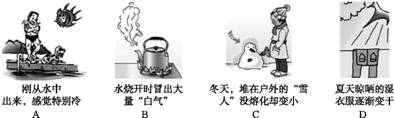 刚从水中
出来，感觉特别冷
A
水烧开时冒出大
量“白气”
B
冬天，堆在户外的“雪
人”没熔化却变小
C
夏天晾晒的湿
衣服逐渐变干
D